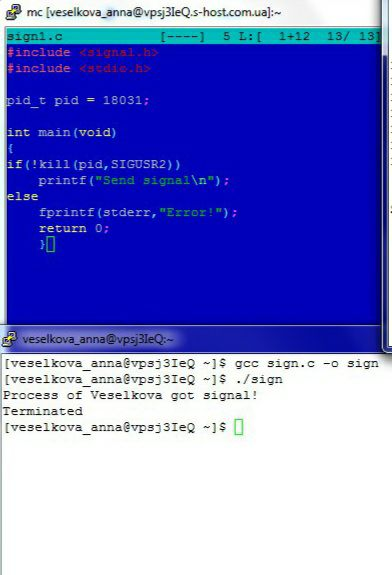 mc [veselkova_anna@vpsj3IeQ.s-host.com.ua]:~
sign1.c [----] 5 L:[ 1+12 13/ 13]
#include <signal.h>
#include <stdio.h>
pid_t pid = 18031;
int main(void)
{
if(!kill(pid,SIGUSR2))
printf("Send signal\n");
else
fprintf(stderr,"Error!");
return 0;
}
veselkova_anna@vpsj3IeQ:~
[veselkova_anna@vpsj3IeQ ~]$ gcc sign.c -o sign
[veselkova_anna@vpsj3IeQ ~]$ ./sign
Process of Veselkova got signal!
Terminated
[veselkova_anna@vpsj3IeQ ~]$